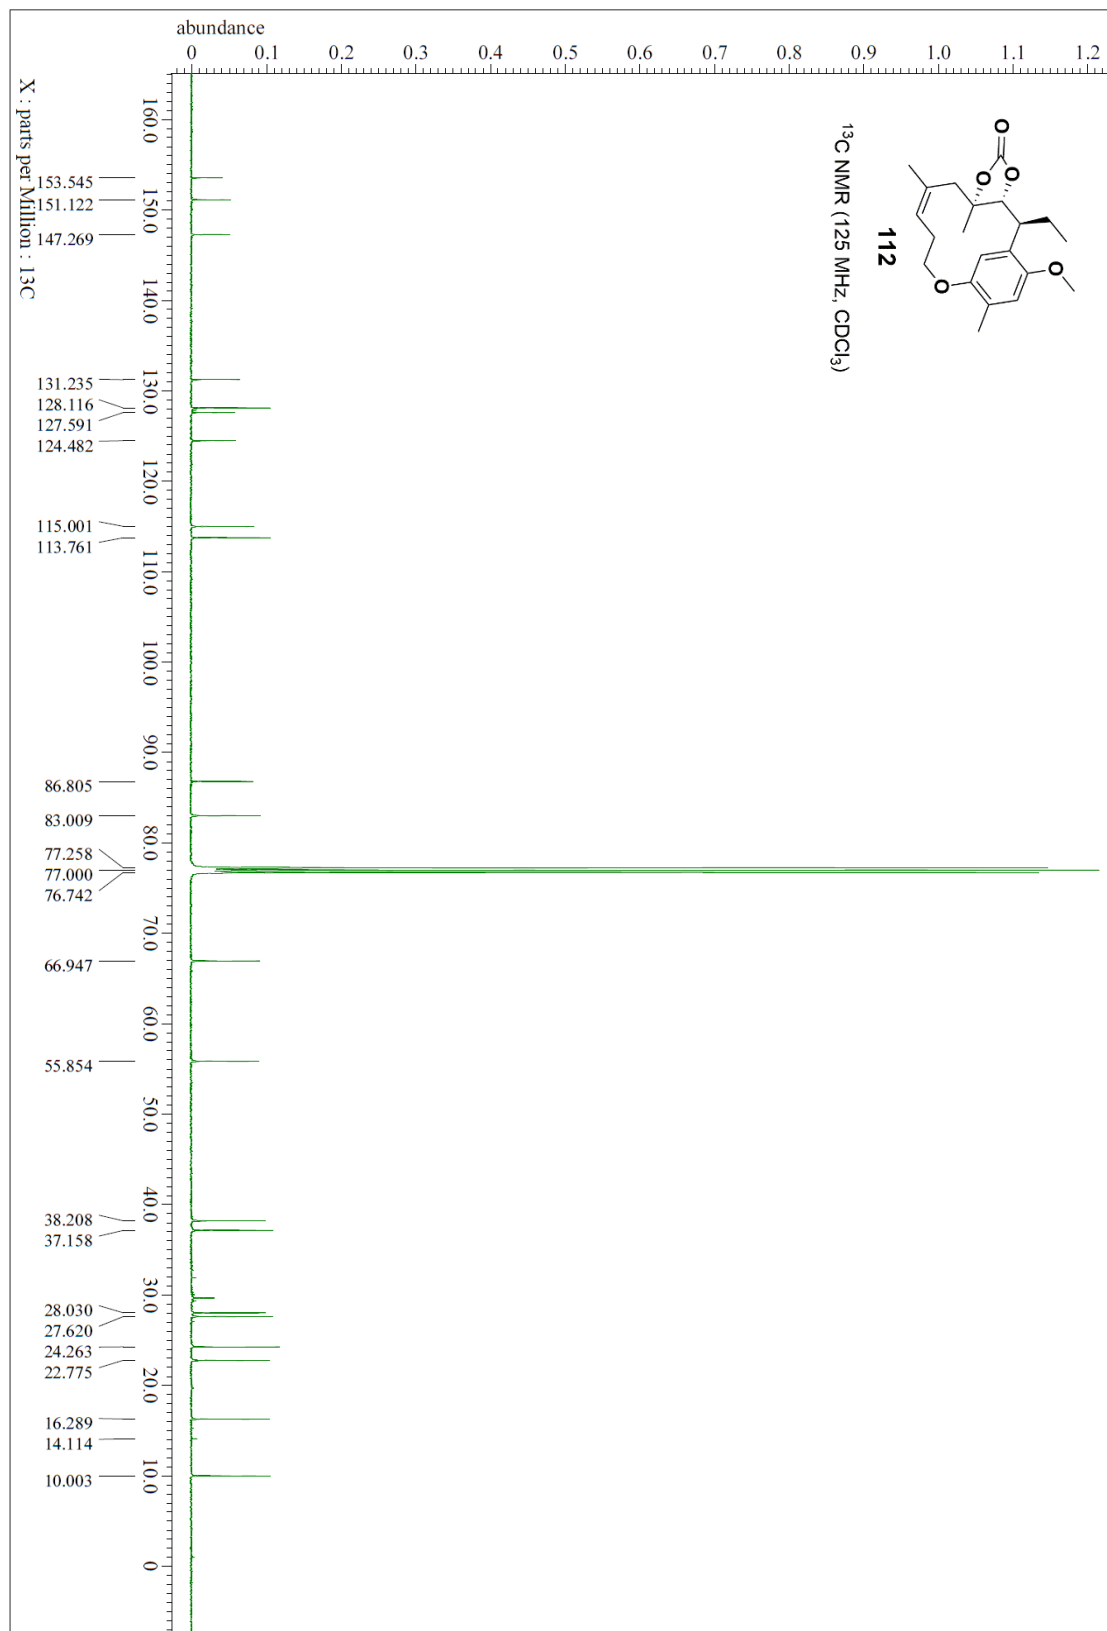 abundance
0 0.1 0.2 0.3 0.4 0.5 0.6 0.7 0.8 0.9 1.0 1.1 1.2
O
O
O
O
O
112
¹³C NMR (125 MHz, CDCl₃)
160.0 150.0 140.0 130.0 120.0 110.0 100.0 90.0 80.0 70.0 60.0 50.0 40.0 30.0 20.0 10.0 0
X : parts per Million : 13C
153.545
151.122
147.269
131.235
128.116
127.591
124.482
115.001
113.761
86.805
83.009
77.258
77.000
76.742
66.947
55.854
38.208
37.158
28.030
27.620
24.263
22.775
16.289
14.114
10.003